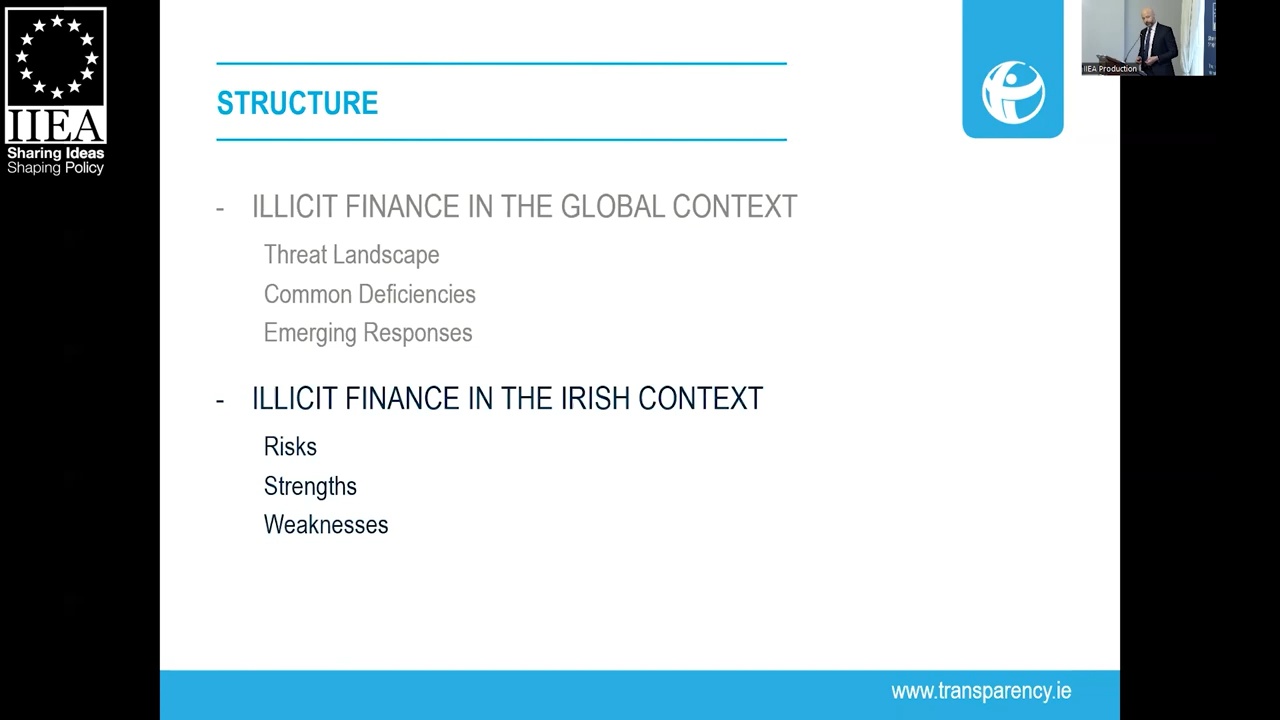 IIEA
Sharing Ideas
Shaping Policy
STRUCTURE
- ILLICIT FINANCE IN THE GLOBAL CONTEXT
Threat Landscape
Common Deficiencies
Emerging Responses
- ILLICIT FINANCE IN THE IRISH CONTEXT
Risks
Strengths
Weaknesses
www.transparency.ie
IIEA Production